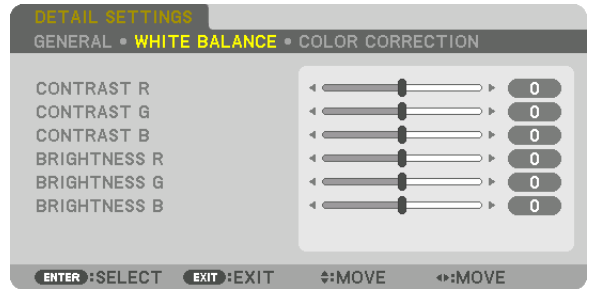 DETAIL SETTINGS
GENERAL • WHITE BALANCE • COLOR CORRECTION
CONTRAST R 0
CONTRAST G 0
CONTRAST B 0
BRIGHTNESS R 0
BRIGHTNESS G 0
BRIGHTNESS B 0
ENTER :SELECT EXIT :EXIT :MOVE :MOVE